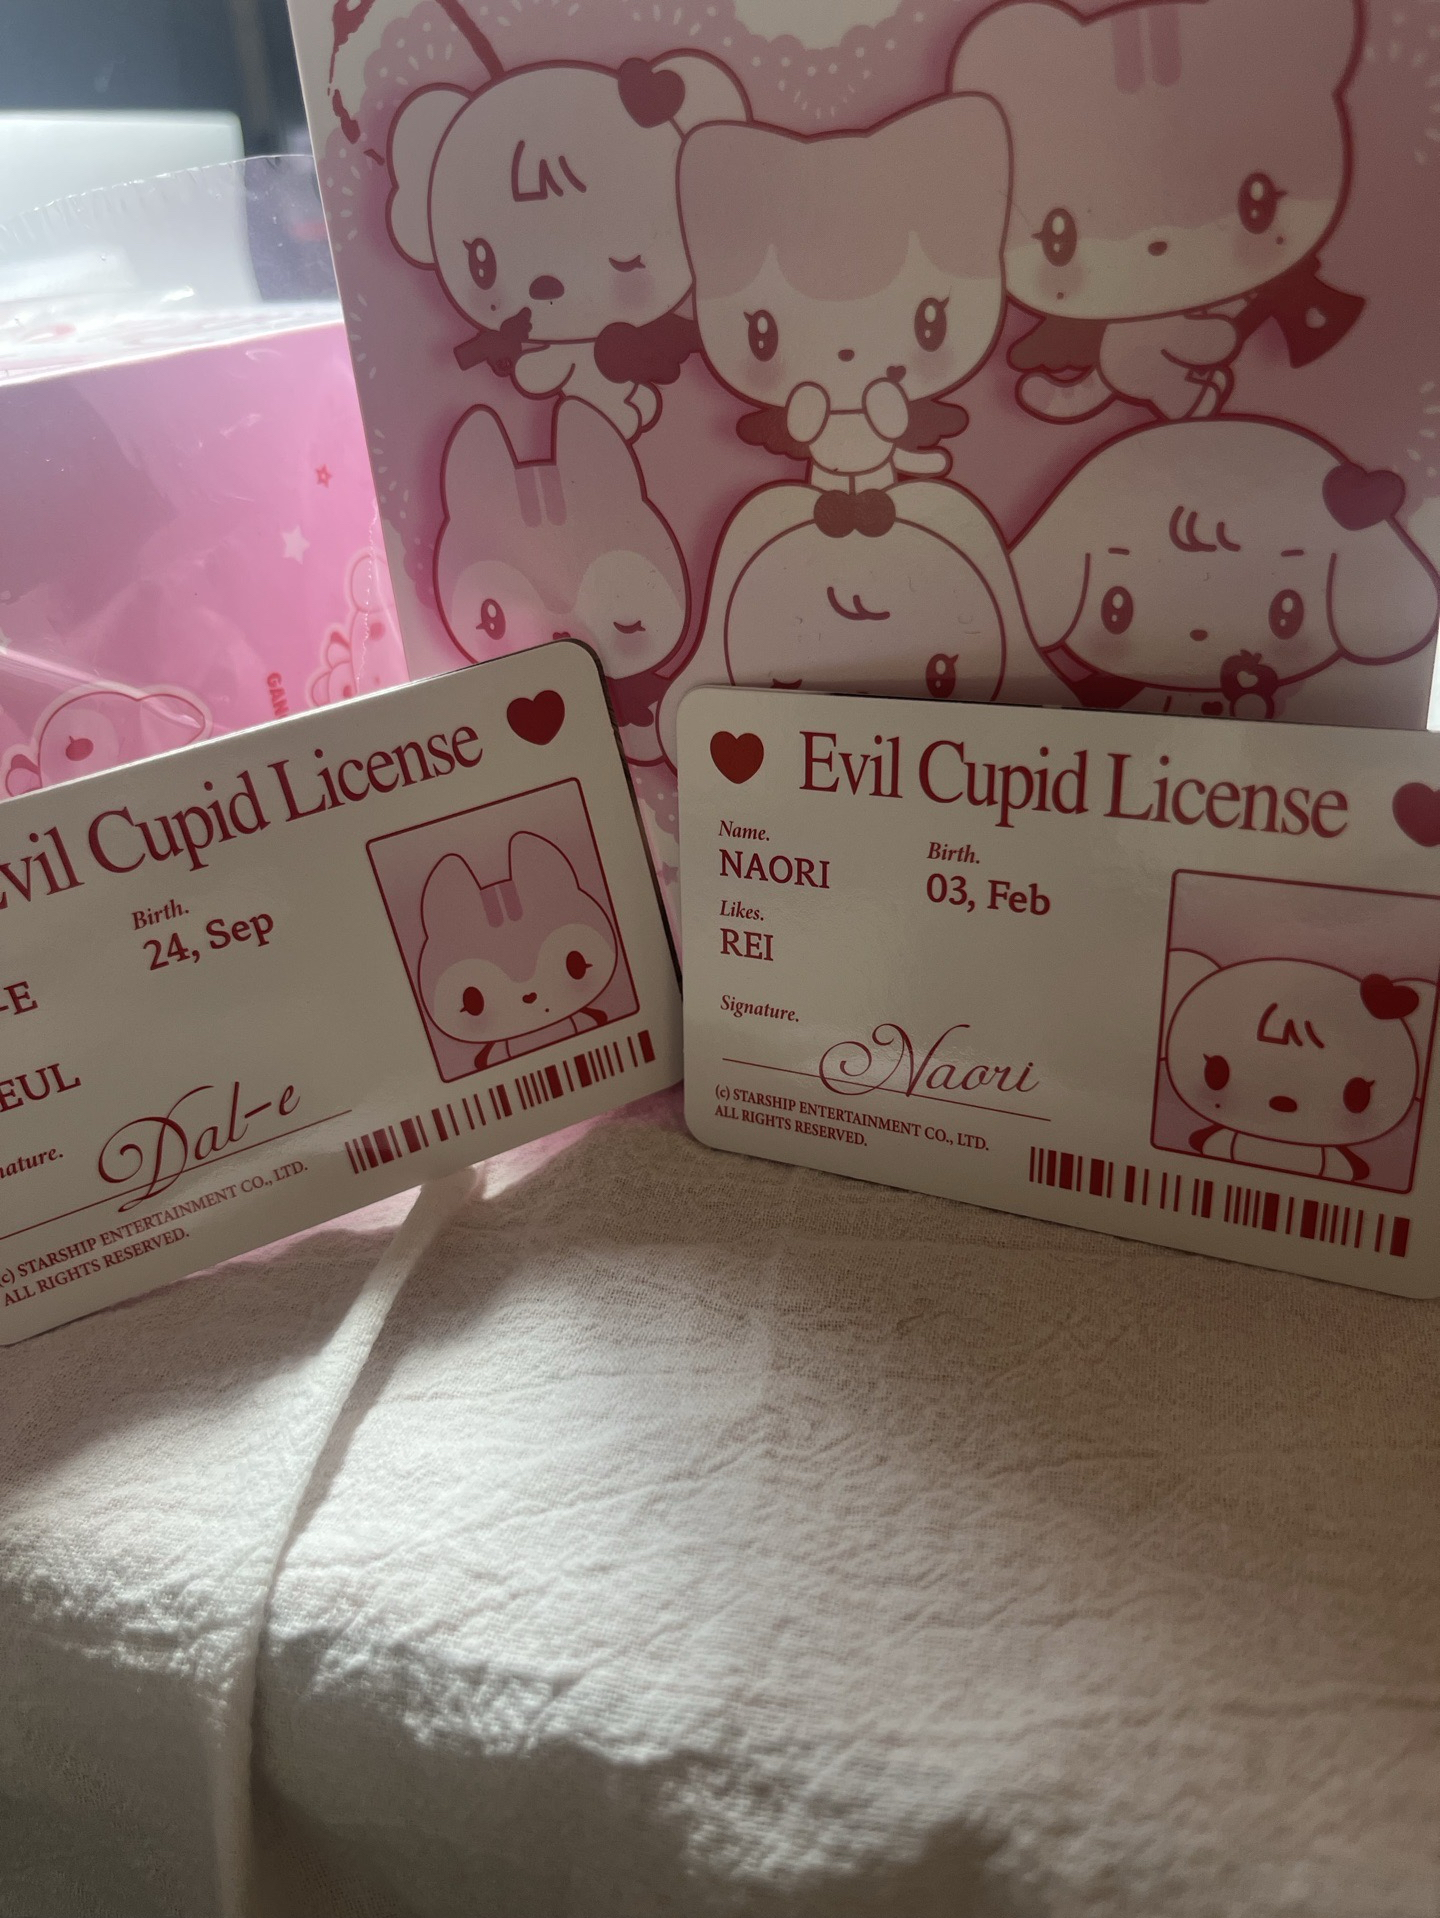 GAN
Evil Cupid License
Birth.
24, Sep
-E
EUL
nature.
Dal-e
(c) STARSHIP ENTERTAINMENT CO., LTD.
ALL RIGHTS RESERVED.
Evil Cupid License
Name.
NAORI
Birth.
03, Feb
Likes.
REI
Signature.
Naori
(c) STARSHIP ENTERTAINMENT CO., LTD.
ALL RIGHTS RESERVED.